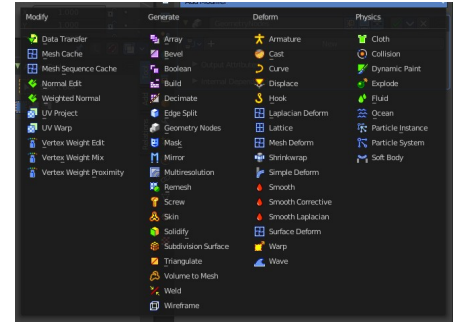 Modify
Data Transfer
Mesh Cache
Mesh Sequence Cache
Normal Edit
Weighted Normal
UV Project
UV Warp
Vertex Weight Edit
Vertex Weight Mix
Vertex Weight Proximity
Generate
Array
Bevel
Boolean
Build
Decimate
Edge Split
Geometry Nodes
Mask
Mirror
Multiresolution
Remesh
Screw
Skin
Solidify
Subdivision Surface
Triangulate
Volume to Mesh
Weld
Wireframe
Deform
Armature
Cast
Curve
Displace
Hook
Laplacian Deform
Lattice
Mesh Deform
Shrinkwrap
Simple Deform
Smooth
Smooth Corrective
Smooth Laplacian
Surface Deform
Warp
Wave
Physics
Cloth
Collision
Dynamic Paint
Explode
Fluid
Ocean
Particle Instance
Particle System
Soft Body